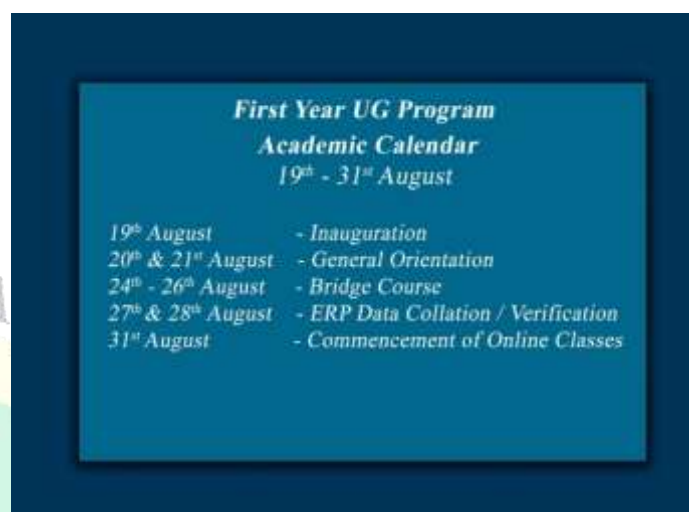 First Year UG Program
Academic Calendar
19th - 31st August
19th August - Inauguration
20th & 21st August - General Orientation
24th - 26th August - Bridge Course
27th & 28th August - ERP Data Collation / Verification
31st August - Commencement of Online Classes